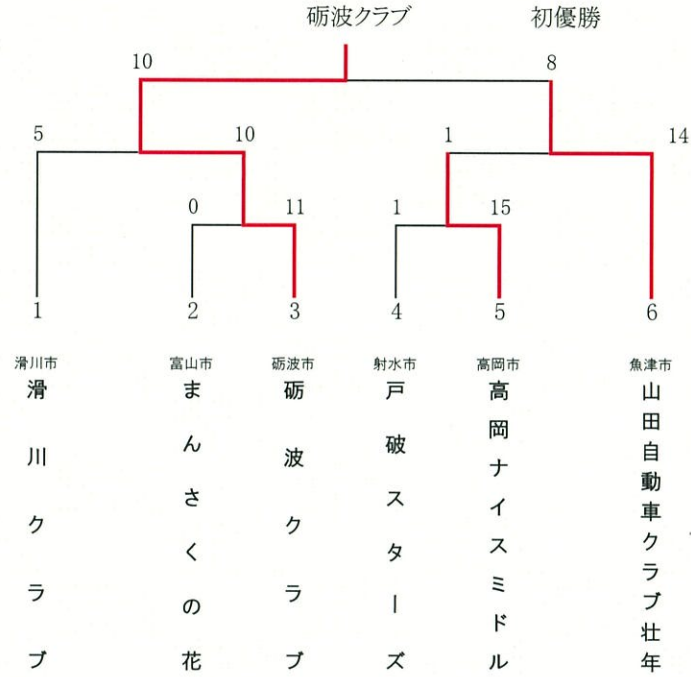 砺波クラブ 初優勝
10 8
5 10 1 14
0 11 1 15
1 2 3 4 5 6
滑川市 富山市 砺波市 射水市 高岡市 魚津市
滑川クラブ
まんさくの花
砺波クラブ
戸破スターズ
高岡ナイスミドル
山田自動車クラブ壮年